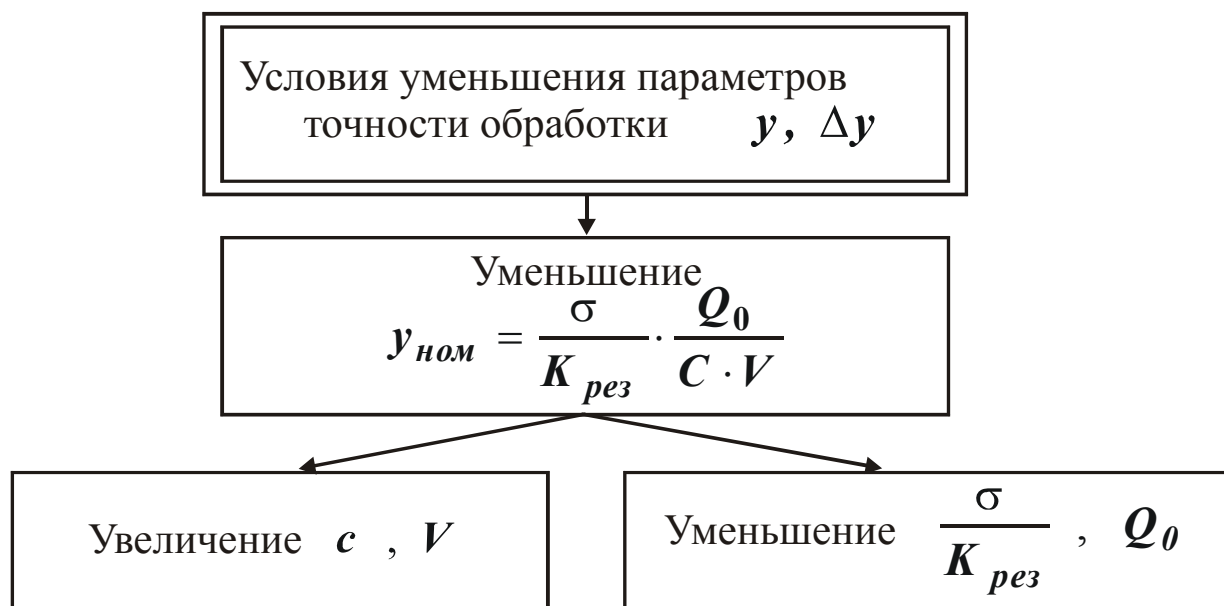 Условия уменьшения параметров
точности обработки y, Δy
Уменьшение
y_ном = σ / K_рез · Q_0 / C · V
Увеличение c , V
Уменьшение σ / K_рез , Q_0